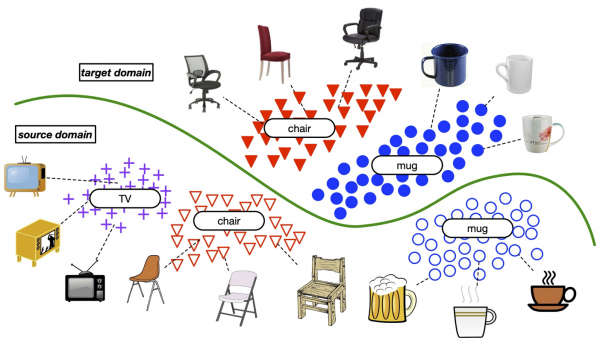 target domain
chair
mug
source domain
TV
chair
mug